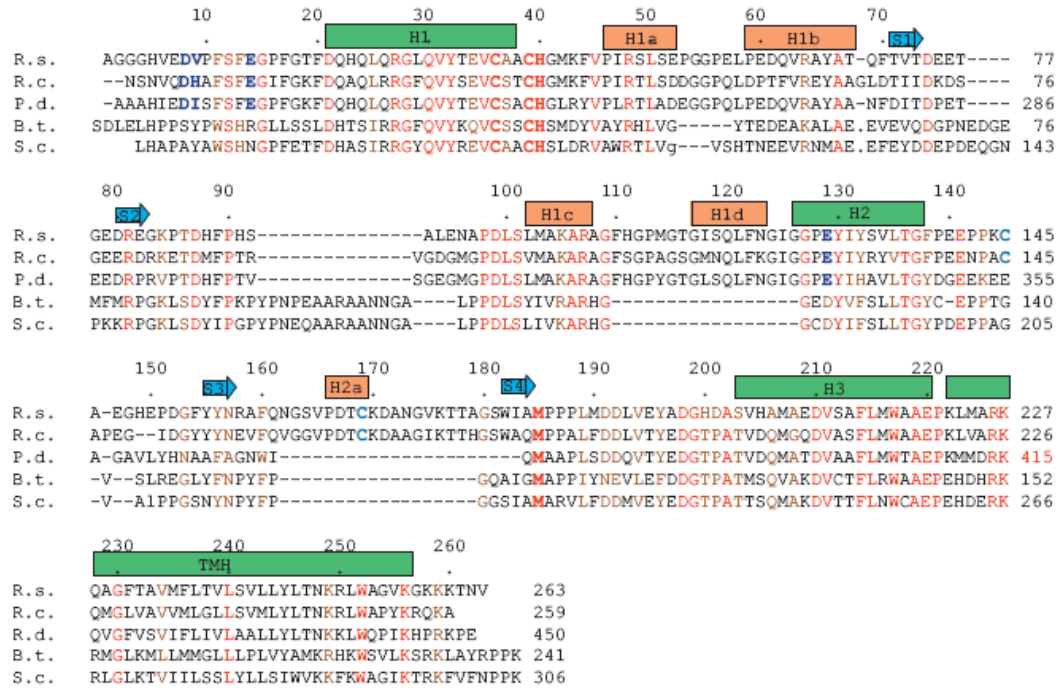 10 20 30 40 50 60 70
H1 H1a H1b S1
R.s. AGGGHVEDVPFSFEGPFGTFDQHQLQRGLQVYTEVCAACHGMKFVPIRSLSEPGGPELPEDQVRAYAT-QFTVTDEET---- 77
R.c. --NSNVQDHAFSFEGIFGKFDQAQLRRGFQVYSEVCSTCHGMKFVPIRTLSDDGGPQLDPTFVREYAAGLDTIIDKDS---- 76
P.d. -AAAHIEDISFSFEGPFGKFDQHQLQRGLQVYTEVCSACHGLRYVPLRTLADEGGPQLPEDQVRAYAA-NFDITDPET---- 286
B.t. SDLELHPPSYPWSHRGLLSSLDHTSIRRGFQVYKQVCSSCHSMDYVAYRHLVG----YTEDEAKALAE.EVEVQDGPNEDGE 76
S.c. LHAPAYAWSHNGPFETFDHASIRRGYQVYREVCAACHSLDRVAWRTLVg---VSHTNEEVRNMAE.EFEYDDEPDEQGN 143
80 90 100 110 120 130 140
S2 H1c H1d H2
R.s. GEDREGKPTDHFPHS------------ALENAPDLSLMAKARAGFHGPMGTGISQLFNGIGGPEYIYSVLTGFPEEPPKC 145
R.c. GEERDRKETDMFPTR------------VGDGMGPDLSVMAKARAGFSGPAGSGMNQLFKGIGGPEYIYRYVTGFPEENPAC 145
P.d. EEDRPRVPTDHFPTV------------SGEGMGPDLSLMAKARAGFHGPYGTGLSQLFNGIGGPEYIHAVLTGYDGEEKEE 355
B.t. MFMRPGKLSDYFPKPYPNPEAARAANNGA---LPPDLSYIVRARHG-----------------GEDYVFSLLTGYC-EPPTG 140
S.c. PKKRPGKLSDYIPGPYPNEQAARAANNGA---LPPDLSLIVKARHG-----------------GCDYIFSLLTGYPDEPPAG 205
150 160 170 180 190 200 210 220
S3 H2a S4 H3
R.s. A-EGHEPDGFYYNRAFQNGSVPDTCKDANGVKTTAGSWIAMPPPLMDDLVEYADGHDASVHAMAEDVSAFLMWAAEPKLMARK 227
R.c. APEG--IDGYYYNEVFQVGGVPDTCKDAAGIKTTHGSWAQMPPALFDDLVTYEDGTPATVDQMGQDVASFLMWAAEPKLVARK 226
P.d. A-GAVLYHNAAFAGNWI------------------QMAAPLSDDQVTYEDGTPATVDQMATDVAAFLMWTAEPKMMDRK 415
B.t. -V--SLREGLYFNPYFP--------------GGQAIGMAPPIYNEVLEFDDGTPATMSQVAKDVCTFLRWAAEPEHDHRK 152
S.c. -V--AlPPGSNYNPYFP--------------GGSIAMARVLFDDMVEYEDGTPATTSQMAKDVTTFLNWCAEPEHDERK 266
230 240 250 260
TMH
R.s. QAGFTAVMFLTVLSVLLYLTNKRLWAGVKGKKKTNV 263
R.c. QMGLVAVVMLGLLSVMLYLTNKRLWAPYKRQKA 259
R.d. QVGFVSVIFLIVLAALLYLTNKKLWQPIKHPRKPE 450
B.t. RMGLKMLLMMGLLLPLVYAMKRHKWSVLKSRKLAYRPPK 241
S.c. RLGLKTVIILSSLYLLSIWVKKFKWAGIKTRKFVFNPPK 306